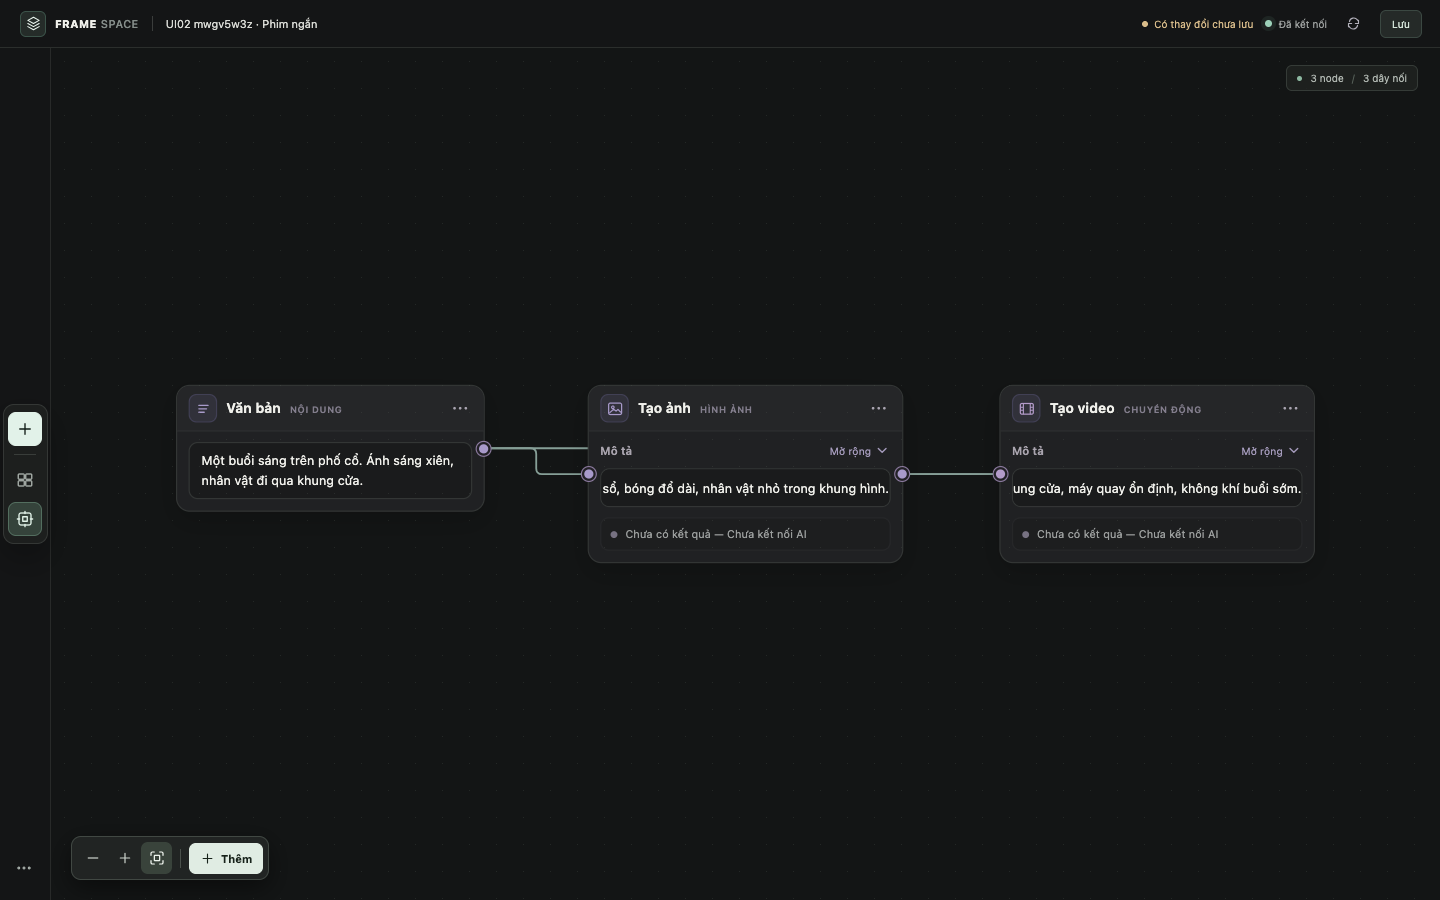 FRAME SPACE
UI02 mwgv5w3z · Phim ngắn
Có thay đổi chưa lưu
Đã kết nối
Lưu
3 node / 3 dây nối
Văn bản NỘI DUNG
Một buổi sáng trên phố cổ. Ánh sáng xiên,
nhân vật đi qua khung cửa.
Tạo ảnh HÌNH ẢNH
Mô tả
Mở rộng
sổ, bóng đổ dài, nhân vật nhỏ trong khung hình.
Chưa có kết quả — Chưa kết nối AI
Tạo video CHUYỂN ĐỘNG
Mô tả
Mở rộng
ung cửa, máy quay ổn định, không khí buổi sớm.
Chưa có kết quả — Chưa kết nối AI
Thêm